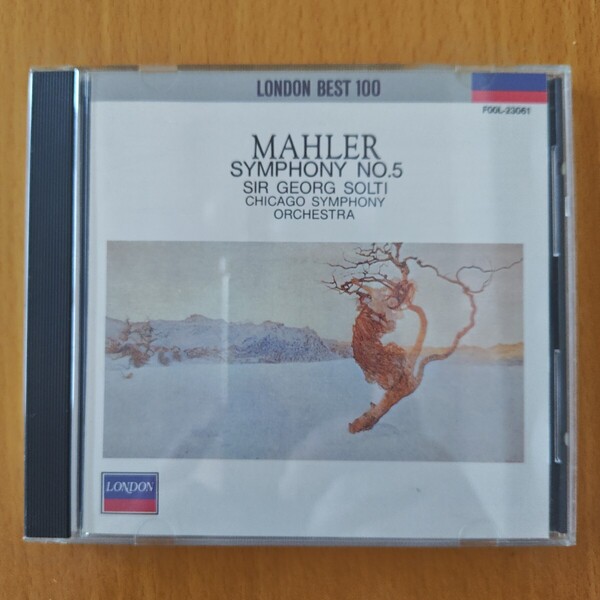 LONDON BEST 100
F00L-23061
MAHLER
SYMPHONY NO.5
SIR GEORG SOLTI
CHICAGO SYMPHONY
ORCHESTRA
LONDON